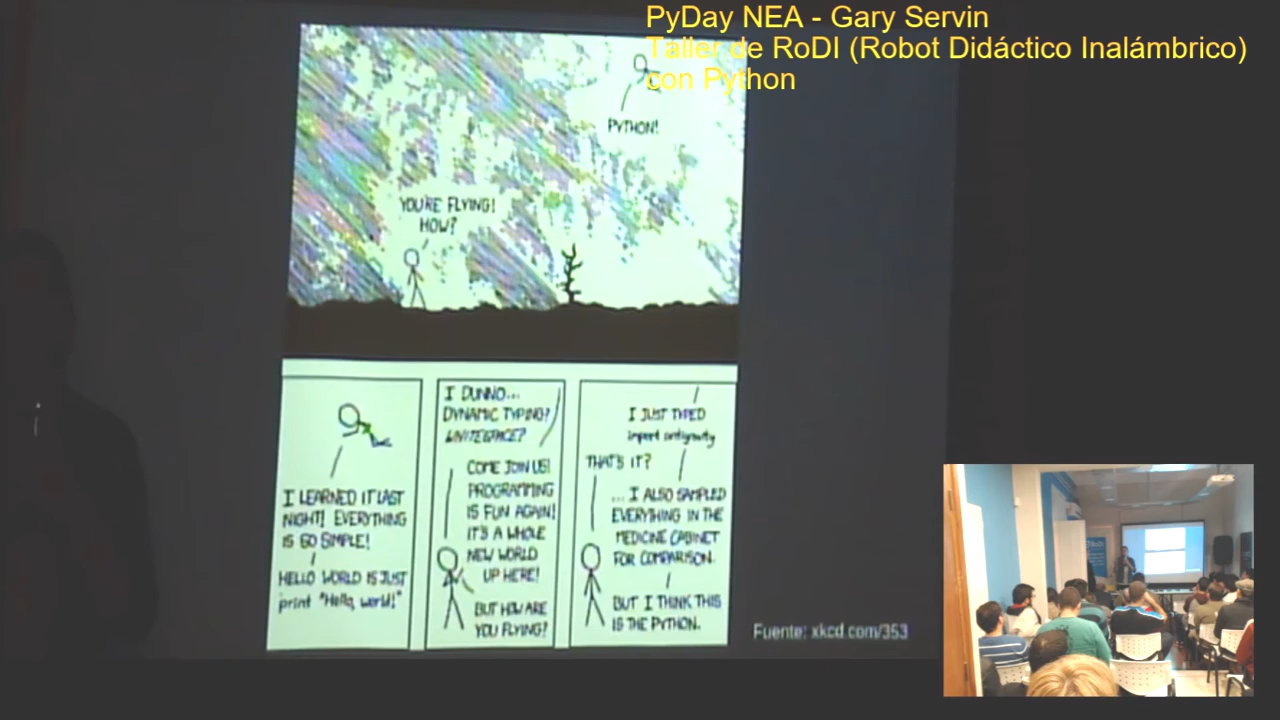 PyDay NEA - Gary Servin
Taller de RoDI (Robot Didáctico Inalámbrico)
con Python
PYTHON!
YOU'RE FLYING!
HOW?
I LEARNED IT LAST
NIGHT! EVERYTHING
IS SO SIMPLE!
HELLO WORLD IS JUST
print "Hello, world!"
I DUNNO...
DYNAMIC TYPING?
WHITESPACE?
COME JOIN US!
PROGRAMMING
IS FUN AGAIN!
IT'S A WHOLE
NEW WORLD
UP HERE!
BUT HOW ARE
YOU FLYING?
I JUST TYPED
import antigravity
THAT'S IT?
... I ALSO SAMPLED
EVERYTHING IN THE
MEDICINE CABINET
FOR COMPARISON.
BUT I THINK THIS
IS THE PYTHON.
Fuente: xkcd.com/353